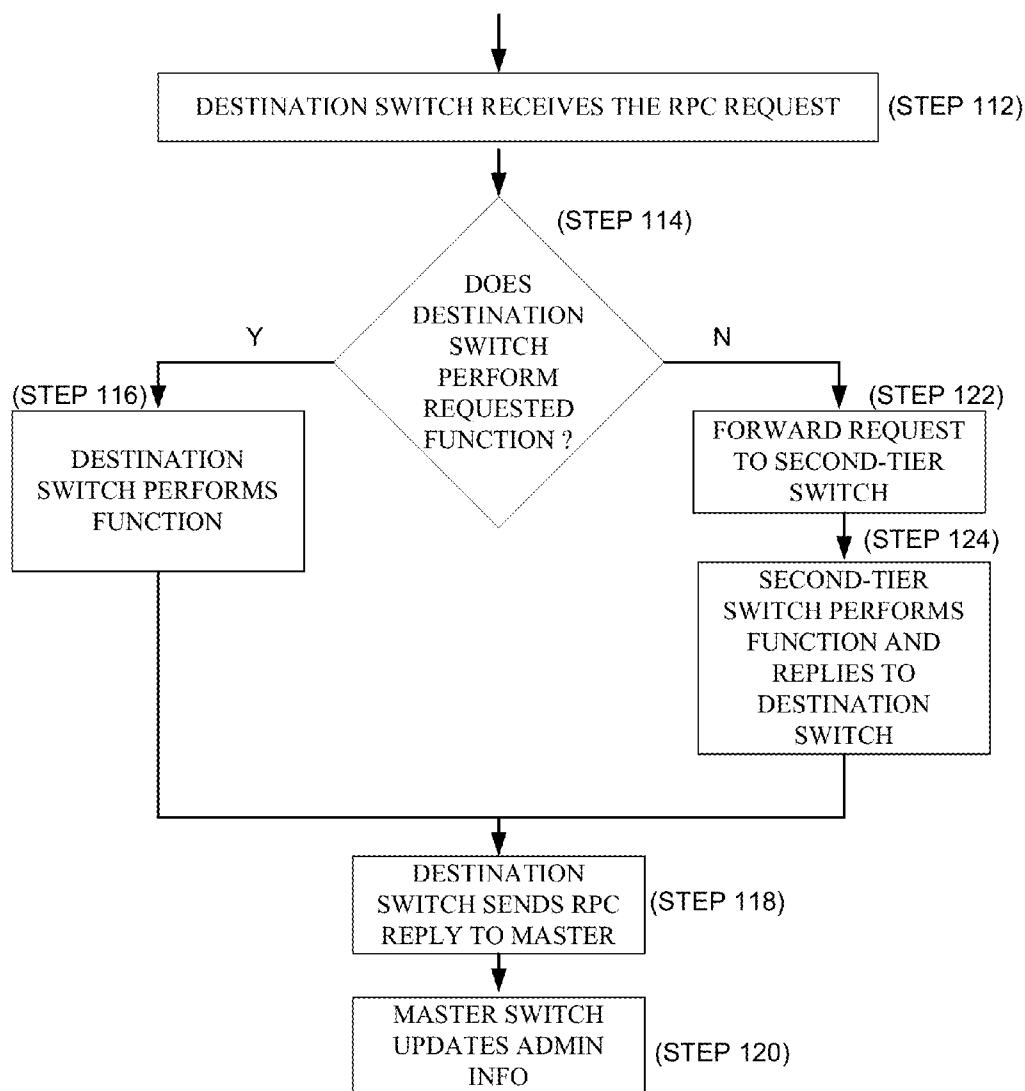 DESTINATION SWITCH RECEIVES THE RPC REQUEST
(STEP 112)
(STEP 114)
DOES
DESTINATION
SWITCH
PERFORM
REQUESTED
FUNCTION ?
Y
N
(STEP 116)
DESTINATION
SWITCH PERFORMS
FUNCTION
(STEP 122)
FORWARD REQUEST
TO SECOND-TIER
SWITCH
(STEP 124)
SECOND-TIER
SWITCH PERFORMS
FUNCTION AND
REPLIES TO
DESTINATION
SWITCH
DESTINATION
SWITCH SENDS RPC
REPLY TO MASTER
(STEP 118)
MASTER SWITCH
UPDATES ADMIN
INFO
(STEP 120)